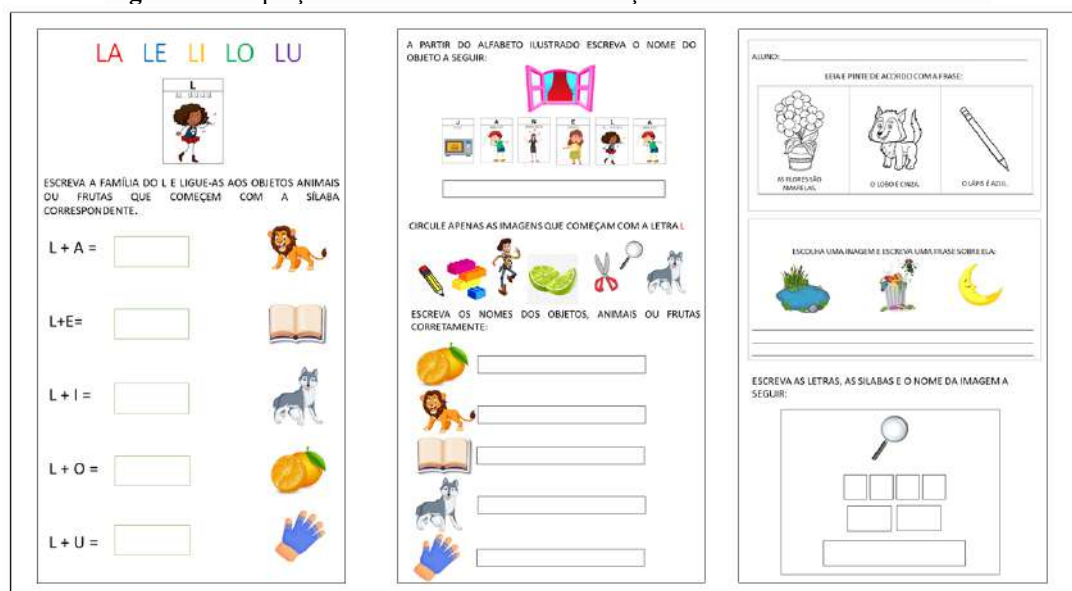 LA LE LI LO LU
L
ESCREVA A FAMÍLIA DO L E LIGUE-AS AOS OBJETOS ANIMAIS
OU FRUTAS QUE COMEÇEM COM A SÍLABA
CORRESPONDENTE.
L + A =
L+E=
L + I =
L + O =
L + U =
A PARTIR DO ALFABETO ILUSTRADO ESCREVA O NOME DO
OBJETO A SEGUIR:
J A N E L A
CIRCULE APENAS AS IMAGENS QUE COMEÇAM COM A LETRA L
ESCREVA OS NOMES DOS OBJETOS, ANIMAIS OU FRUTAS
CORRETAMENTE:
ALUNO:
LEIA E PINTE DE ACORDO COM A FRASE:
AS FLORES SÃO
AMARELAS.
O LOBO É CINZA.
O LÁPIS É AZUL.
ESCOLHA UMA IMAGEM E ESCREVA UMA FRASE SOBRE ELA:
ESCREVA AS LETRAS, AS SILABAS E O NOME DA IMAGEM A
SEGUIR: